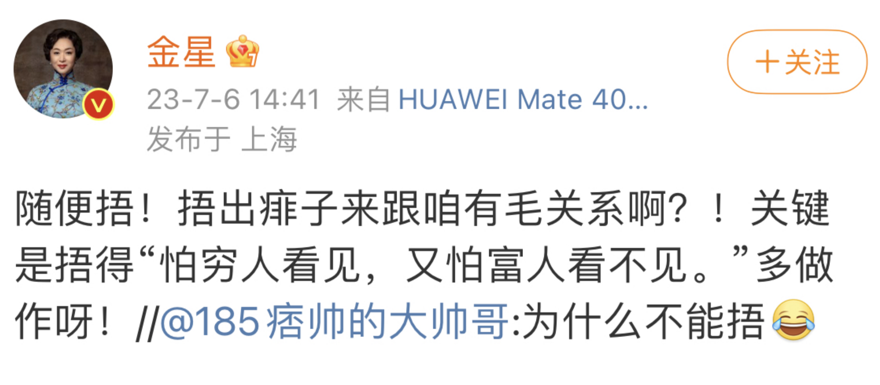 金星
+关注
23-7-6 14:41 来自 HUAWEI Mate 40...
发布于 上海
随便捂！捂出痱子来跟咱有毛关系啊？！关键
是捂得“怕穷人看见，又怕富人看不见。”多做
作呀！//@185痞帅的大帅哥:为什么不能捂😂